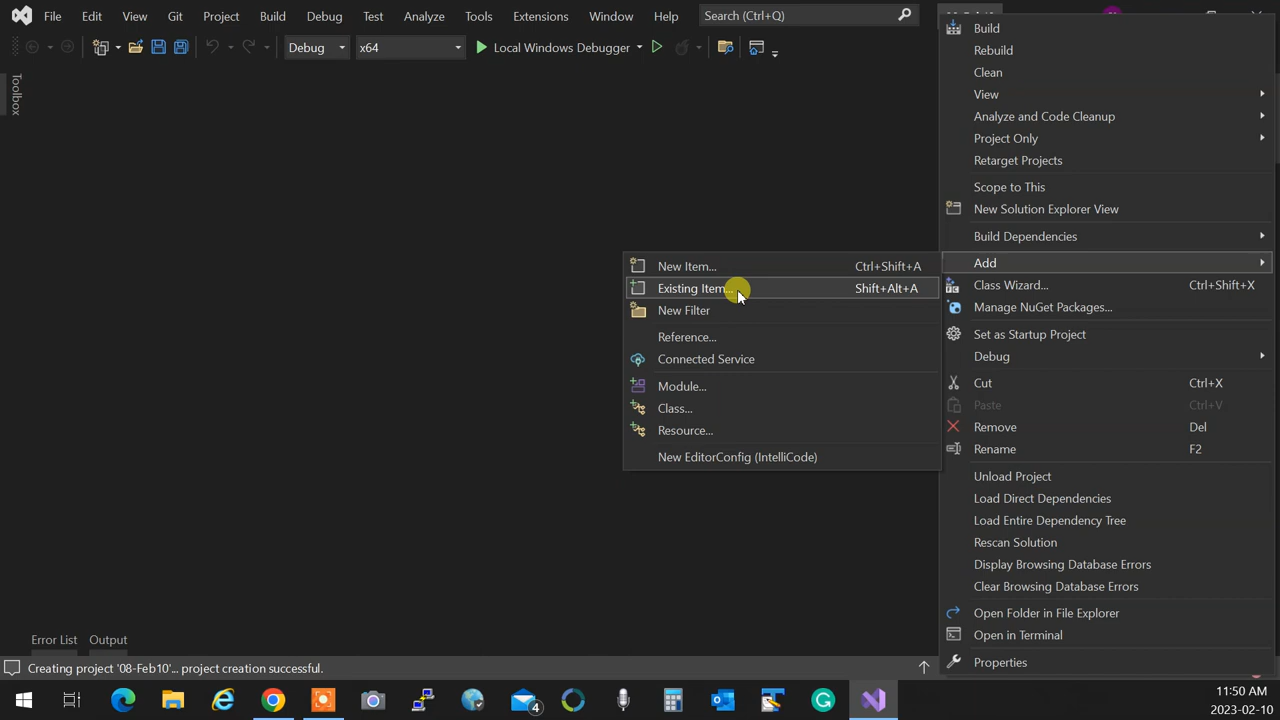 File Edit View Git Project Build Debug Test Analyze Tools Extensions Window Help Search (Ctrl+Q)
Debug x64 Local Windows Debugger
Toolbox
Build
Rebuild
Clean
View
Analyze and Code Cleanup
Project Only
Retarget Projects
Scope to This
New Solution Explorer View
Build Dependencies
Add
Class Wizard... Ctrl+Shift+X
Manage NuGet Packages...
Set as Startup Project
Debug
Cut Ctrl+X
Paste Ctrl+V
Remove Del
Rename F2
Unload Project
Load Direct Dependencies
Load Entire Dependency Tree
Rescan Solution
Display Browsing Database Errors
Clear Browsing Database Errors
Open Folder in File Explorer
Open in Terminal
Properties
New Item... Ctrl+Shift+A
Existing Item... Shift+Alt+A
New Filter
Reference...
Connected Service
Module...
Class...
Resource...
New EditorConfig (IntelliCode)
Error List Output
Creating project '08-Feb10'... project creation successful.
4
11:50 AM
2023-02-10